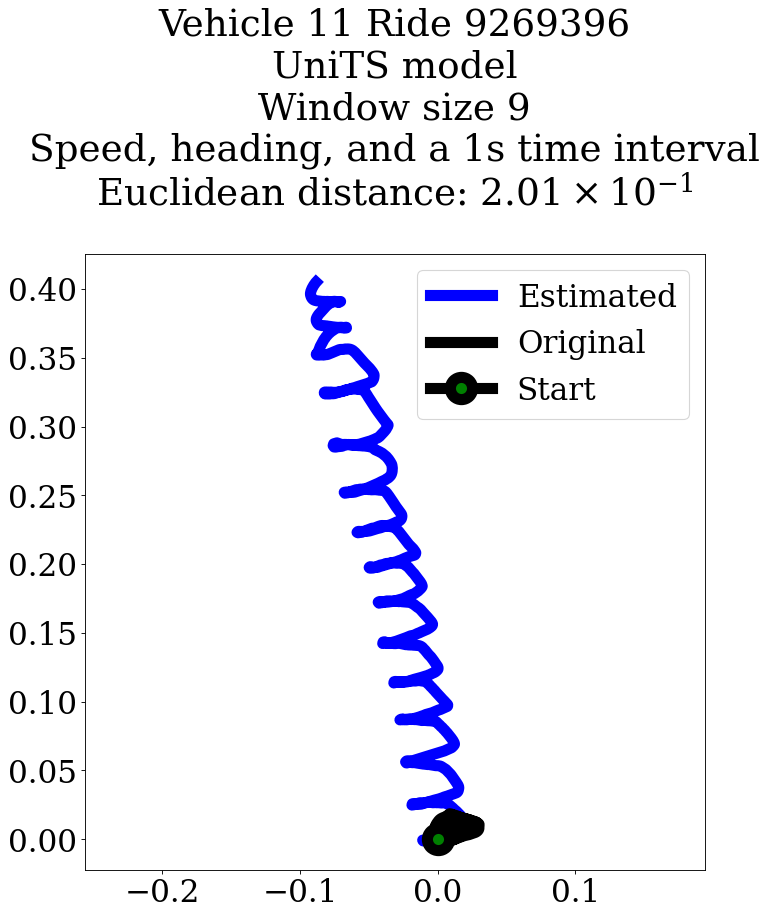 Vehicle 11 Ride 9269396
UniTS model
Window size 9
Speed, heading, and a 1s time interval
Euclidean distance: 2.01 × 10⁻¹
Estimated
Original
Start
0.40
0.35
0.30
0.25
0.20
0.15
0.10
0.05
0.00
−0.2
−0.1
0.0
0.1